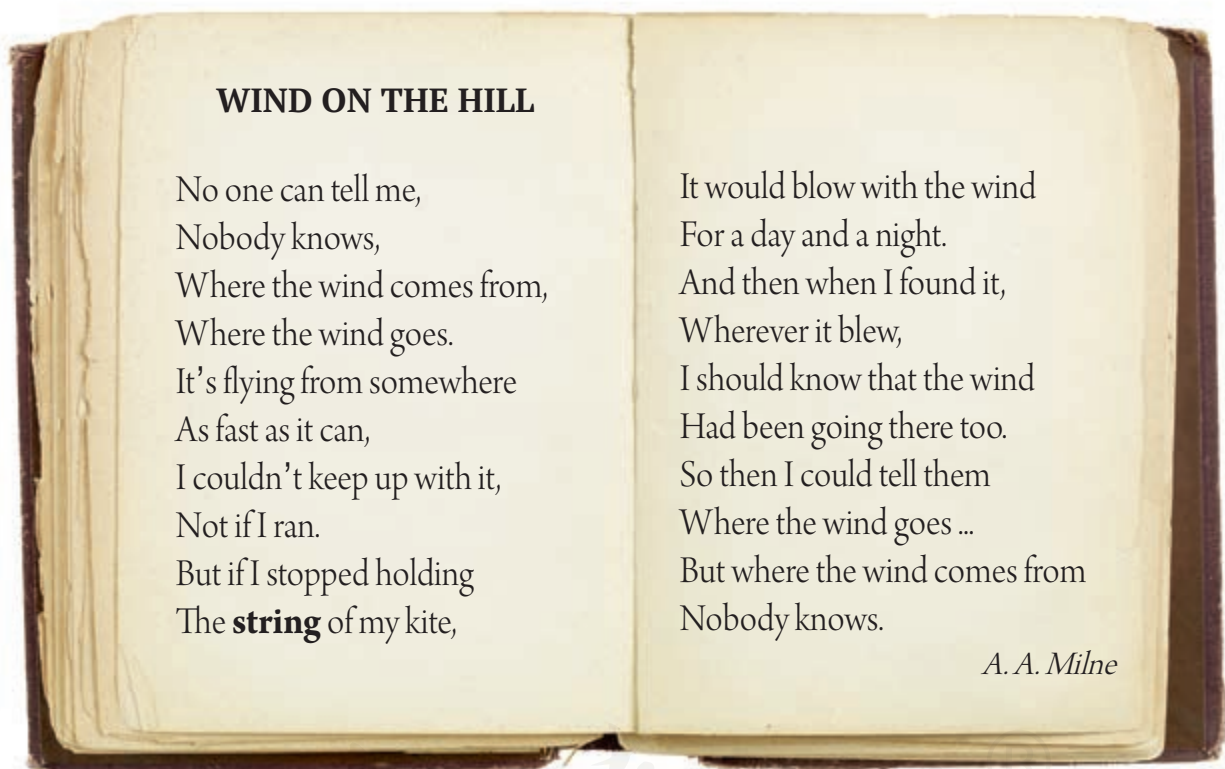 WIND ON THE HILL
No one can tell me,
Nobody knows,
Where the wind comes from,
Where the wind goes.
It’s flying from somewhere
As fast as it can,
I couldn’t keep up with it,
Not if I ran.
But if I stopped holding
The string of my kite,
It would blow with the wind
For a day and a night.
And then when I found it,
Wherever it blew,
I should know that the wind
Had been going there too.
So then I could tell them
Where the wind goes ...
But where the wind comes from
Nobody knows.
A. A. Milne